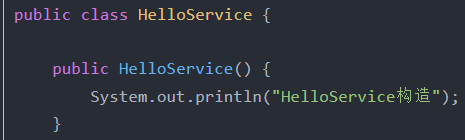 public class HelloService {
public HelloService() {
System.out.println("HelloService构造");
}